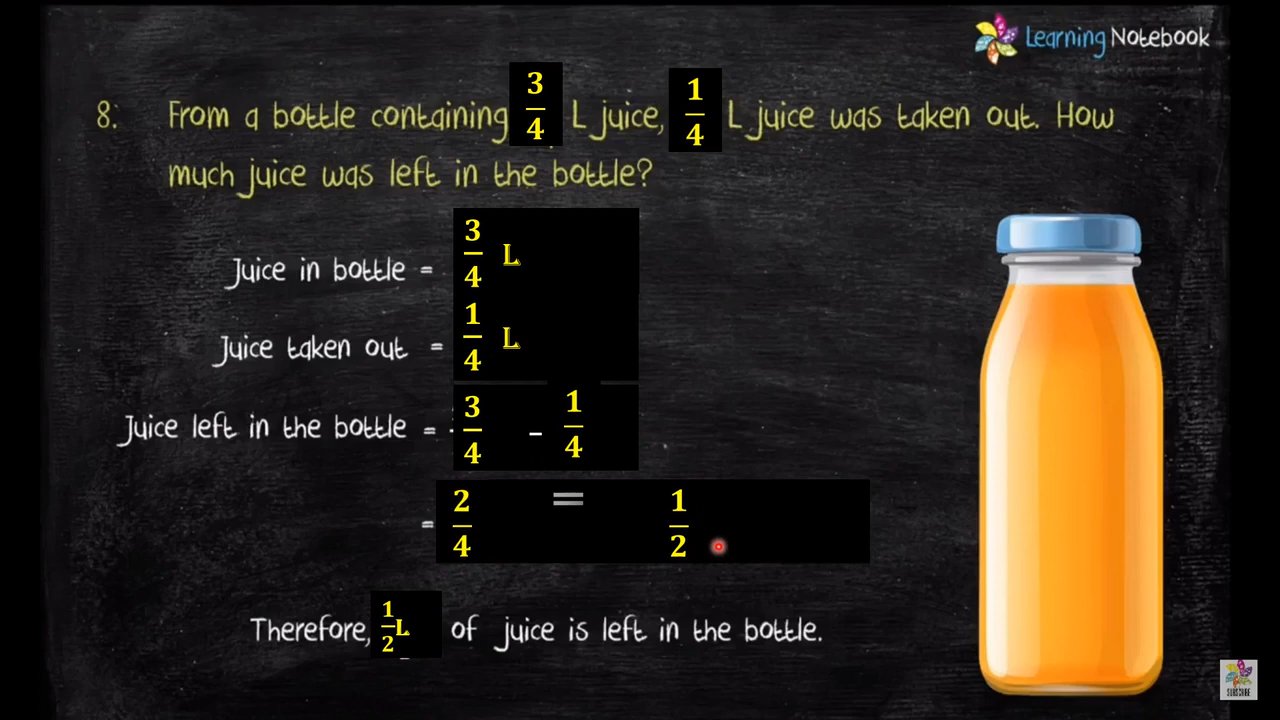 Learning Notebook
8. From a bottle containing 3/4 L juice, 1/4 L juice was taken out. How
much juice was left in the bottle?
Juice in bottle = 3/4 L
Juice taken out = 1/4 L
Juice left in the bottle = 3/4 - 1/4
= 2/4 = 1/2
Therefore, 1/2 L of juice is left in the bottle.
SUBSCRIBE